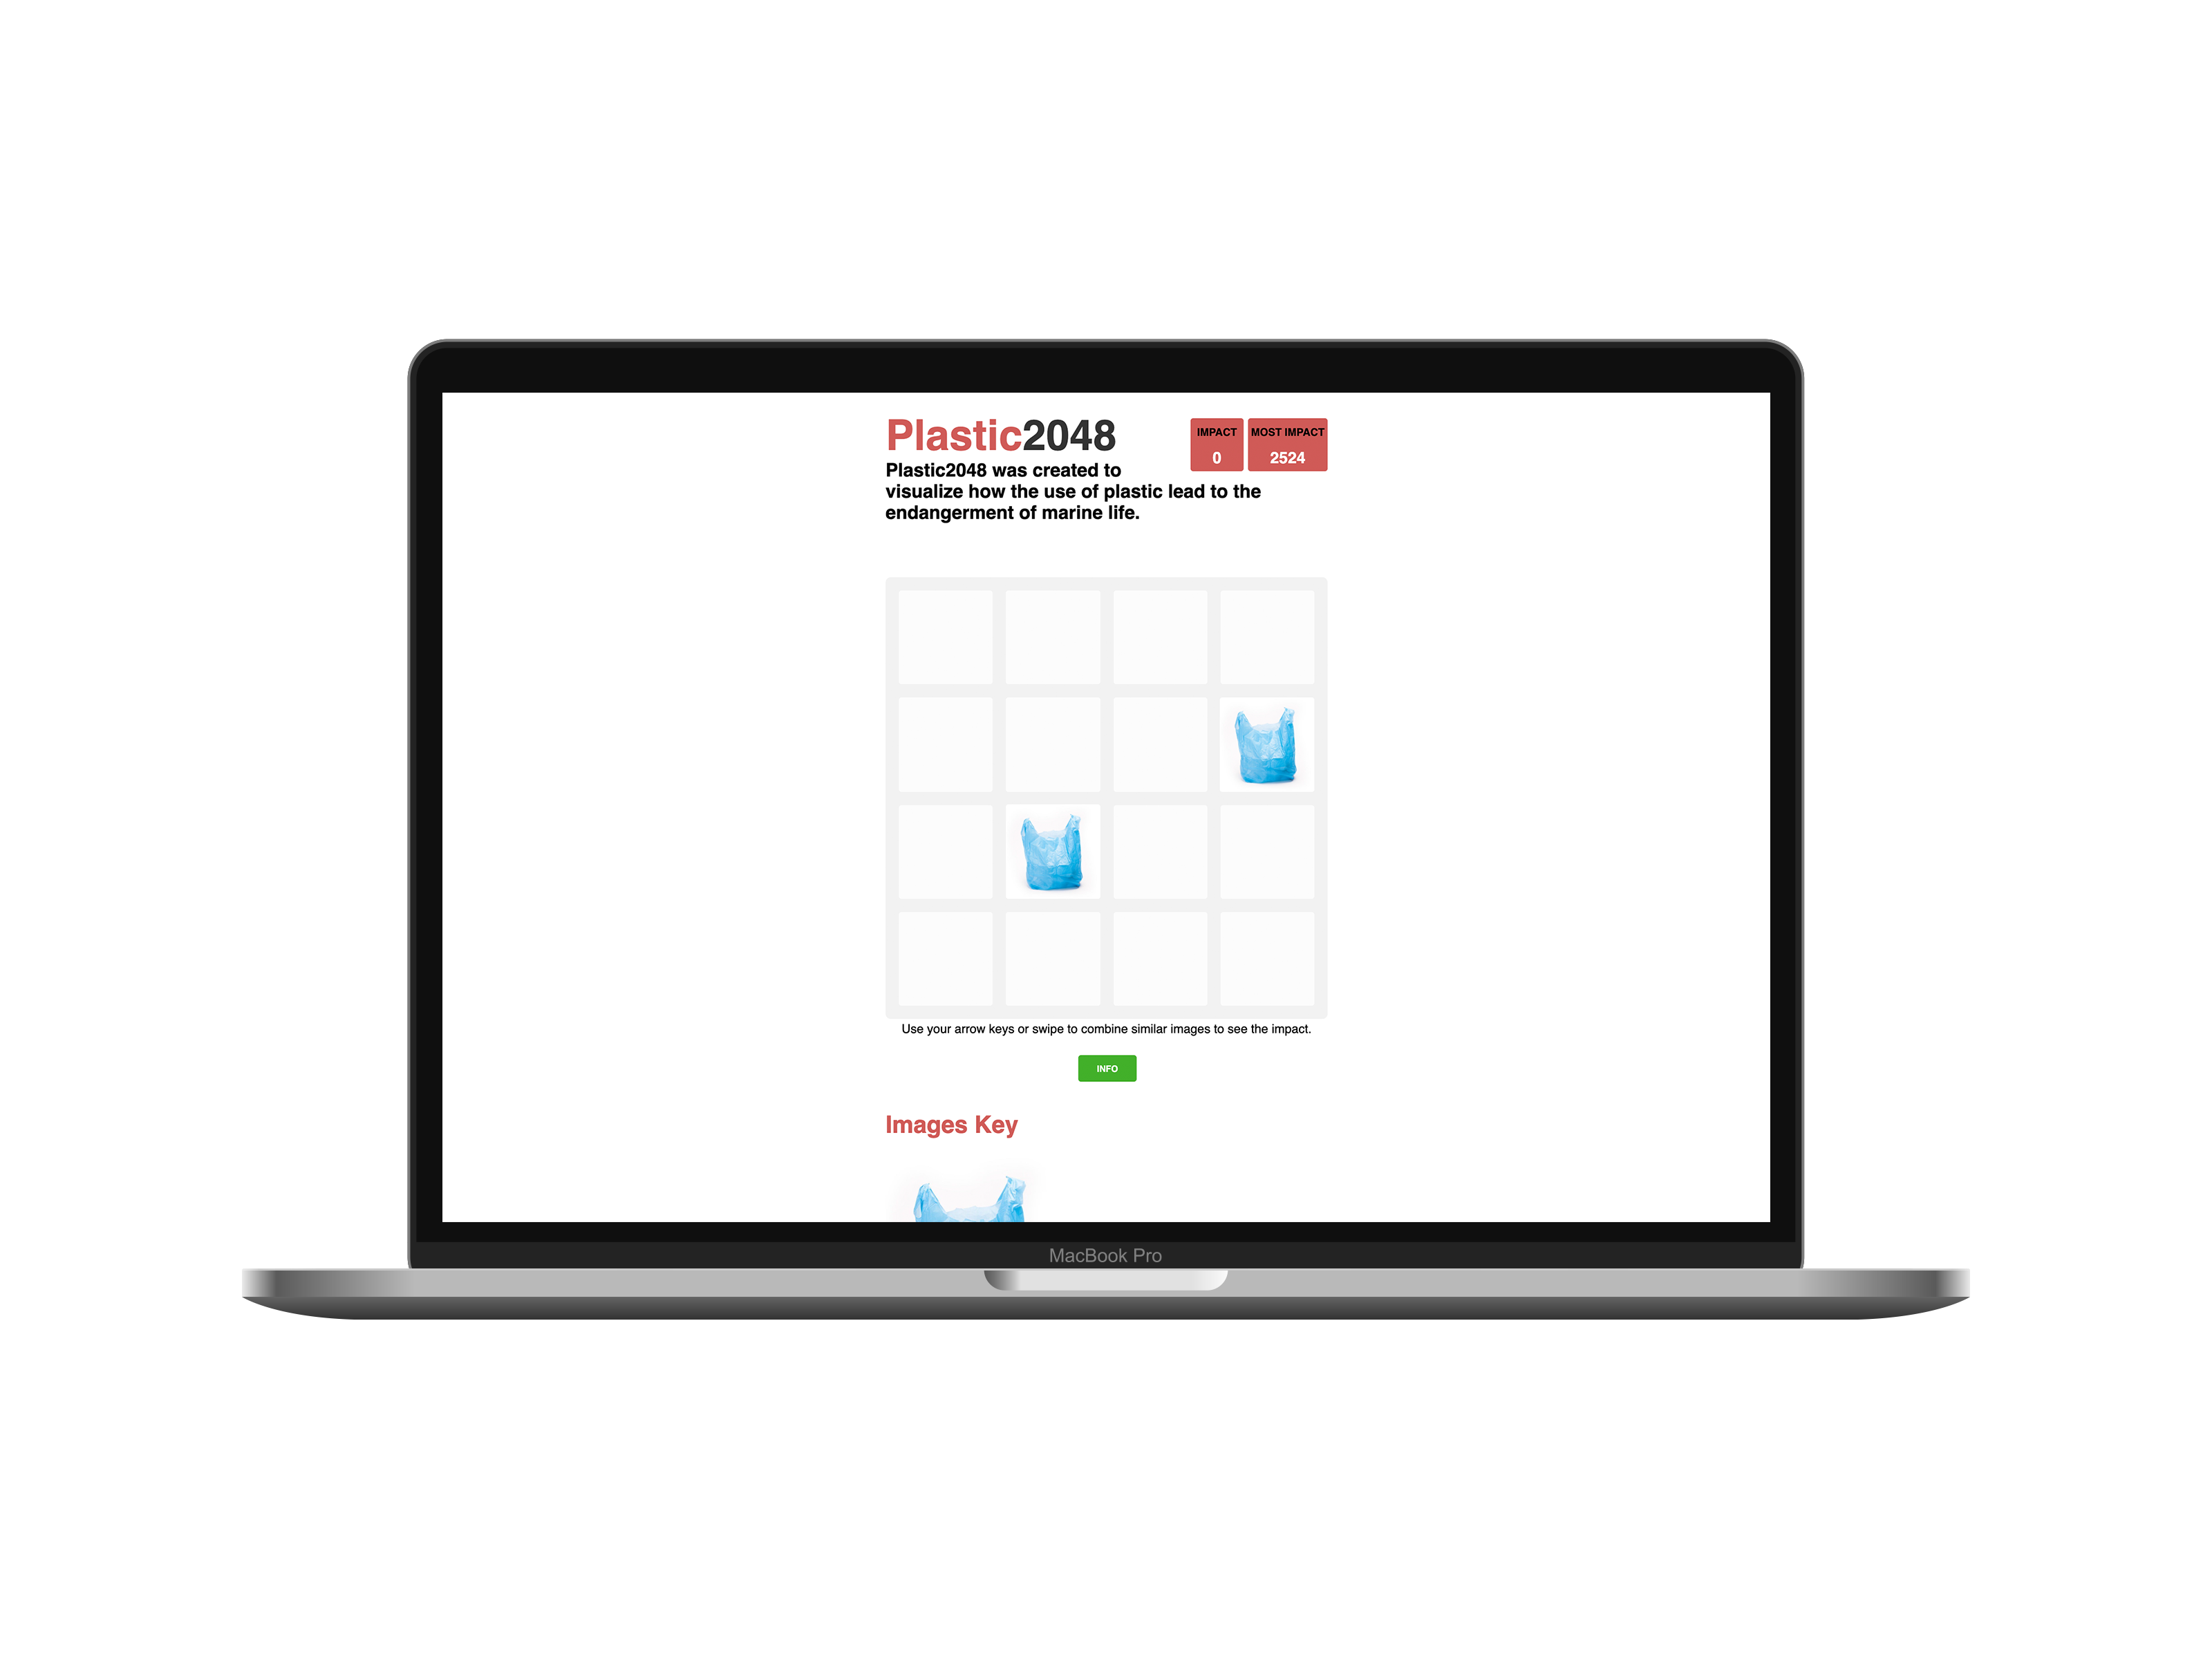 Plastic2048
IMPACT
0
MOST IMPACT
2524
Plastic2048 was created to
visualize how the use of plastic lead to the
endangerment of marine life.
Use your arrow keys or swipe to combine similar images to see the impact.
INFO
Images Key
MacBook Pro